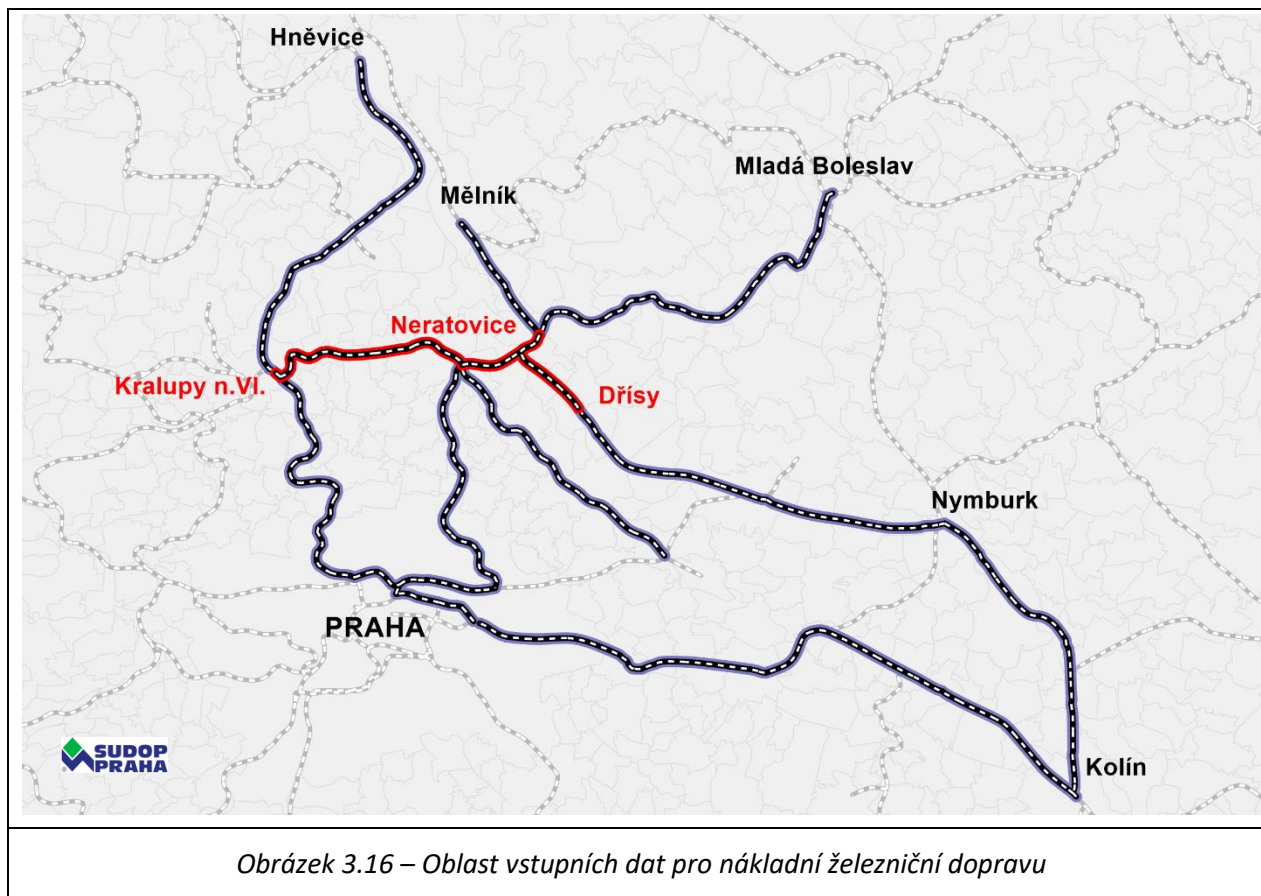 Hněvice
Mladá Boleslav
Mělník
Neratovice
Kralupy n.Vl.
Dřísy
Nymburk
PRAHA
SUDOP
PRAHA
Kolín
Obrázek 3.16 – Oblast vstupních dat pro nákladní železniční dopravu